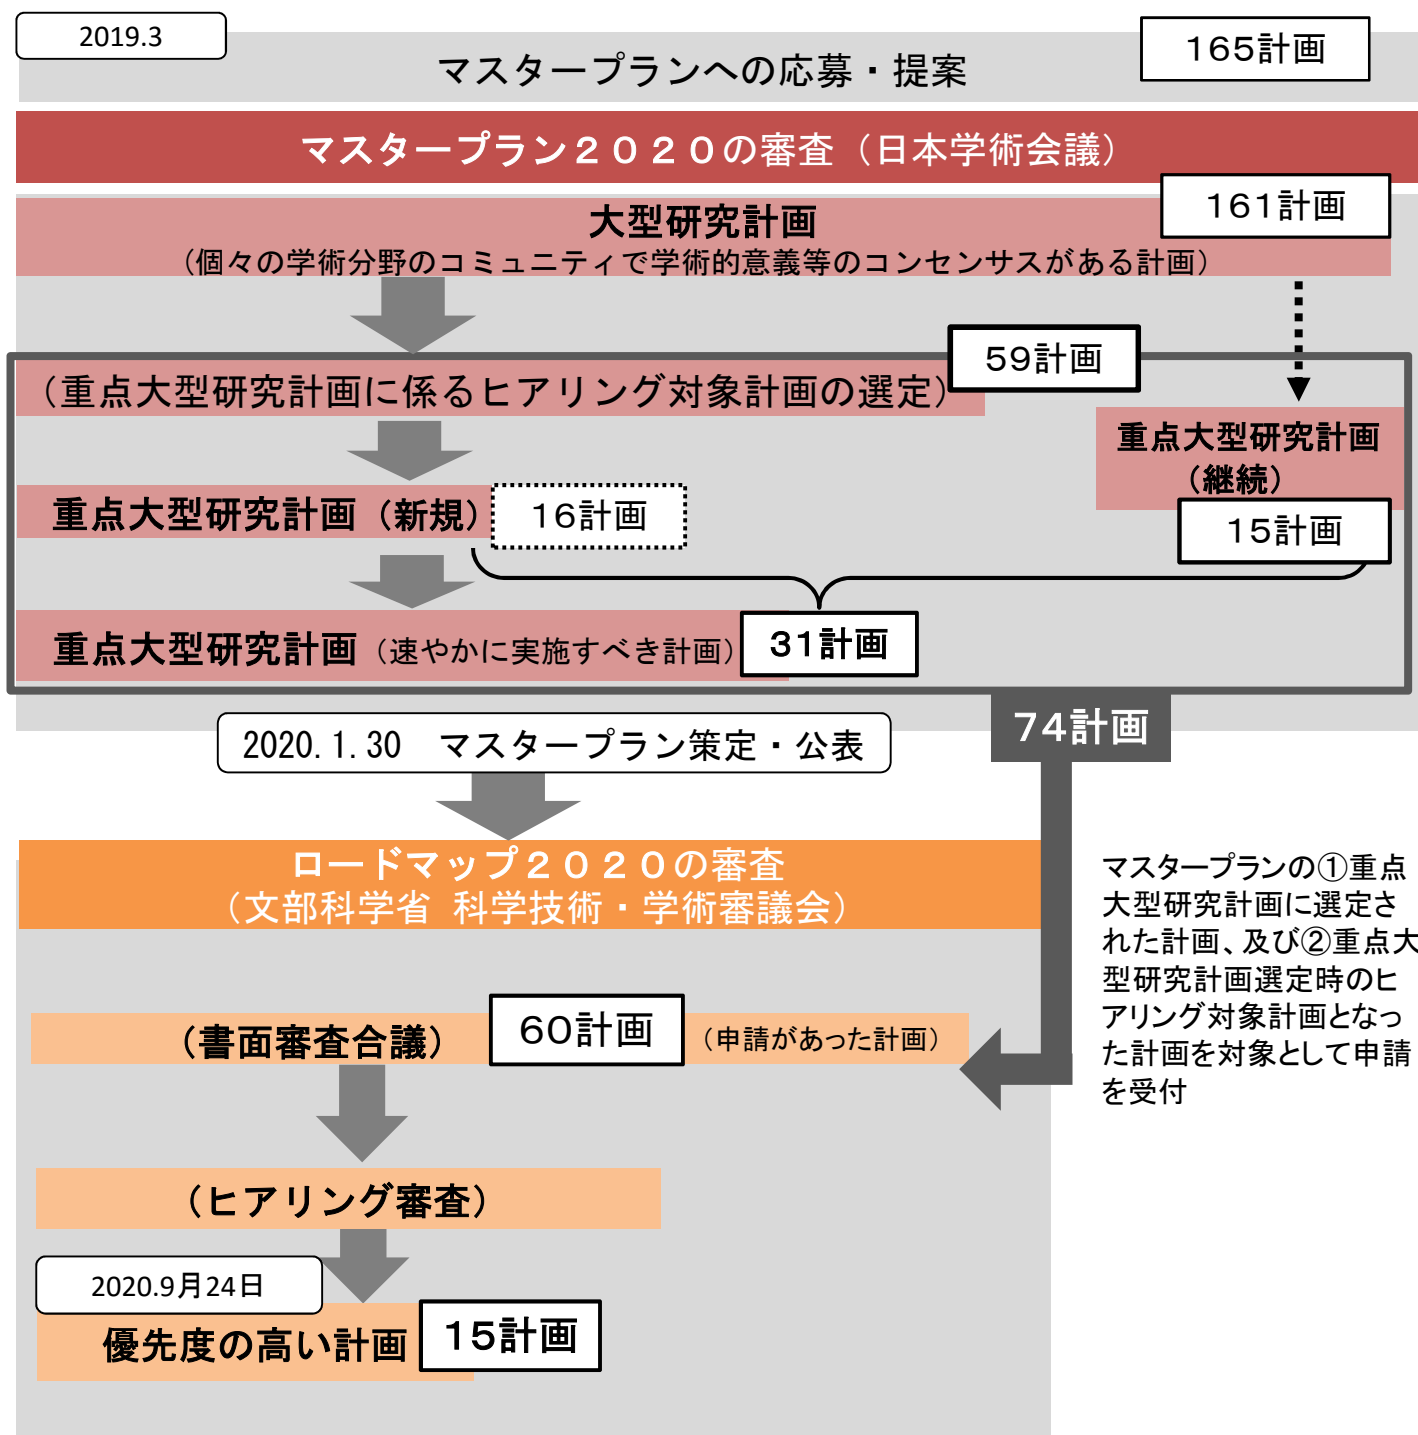 2019.3
165計画
マスタープランへの応募・提案
マスタープラン２０２０の審査（日本学術会議）
161計画
大型研究計画
（個々の学術分野のコミュニティで学術的意義等のコンセンサスがある計画）
59計画
（重点大型研究計画に係るヒアリング対象計画の選定）
重点大型研究計画
（継続）
15計画
重点大型研究計画（新規）
16計画
重点大型研究計画（速やかに実施すべき計画）
31計画
74計画
2020.1.30　マスタープラン策定・公表
ロードマップ２０２０の審査
（文部科学省 科学技術・学術審議会）
マスタープランの①重点
大型研究計画に選定さ
れた計画、及び②重点大
型研究計画選定時のヒ
アリング対象計画となっ
た計画を対象として申請
を受付
（書面審査合議）
60計画
（申請があった計画）
（ヒアリング審査）
2020.9月24日
優先度の高い計画
15計画